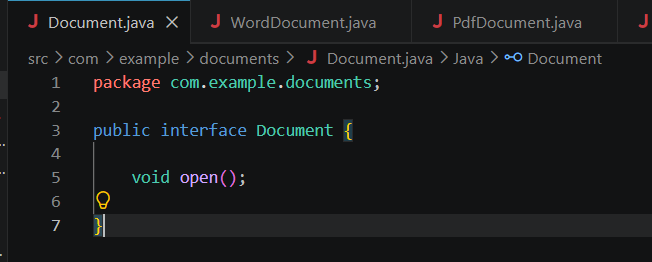 Document.java
WordDocument.java
PdfDocument.java
src > com > example > documents > Document.java > Java > Document
1 package com.example.documents;
2
3 public interface Document {
4
5 void open();
6
7 }